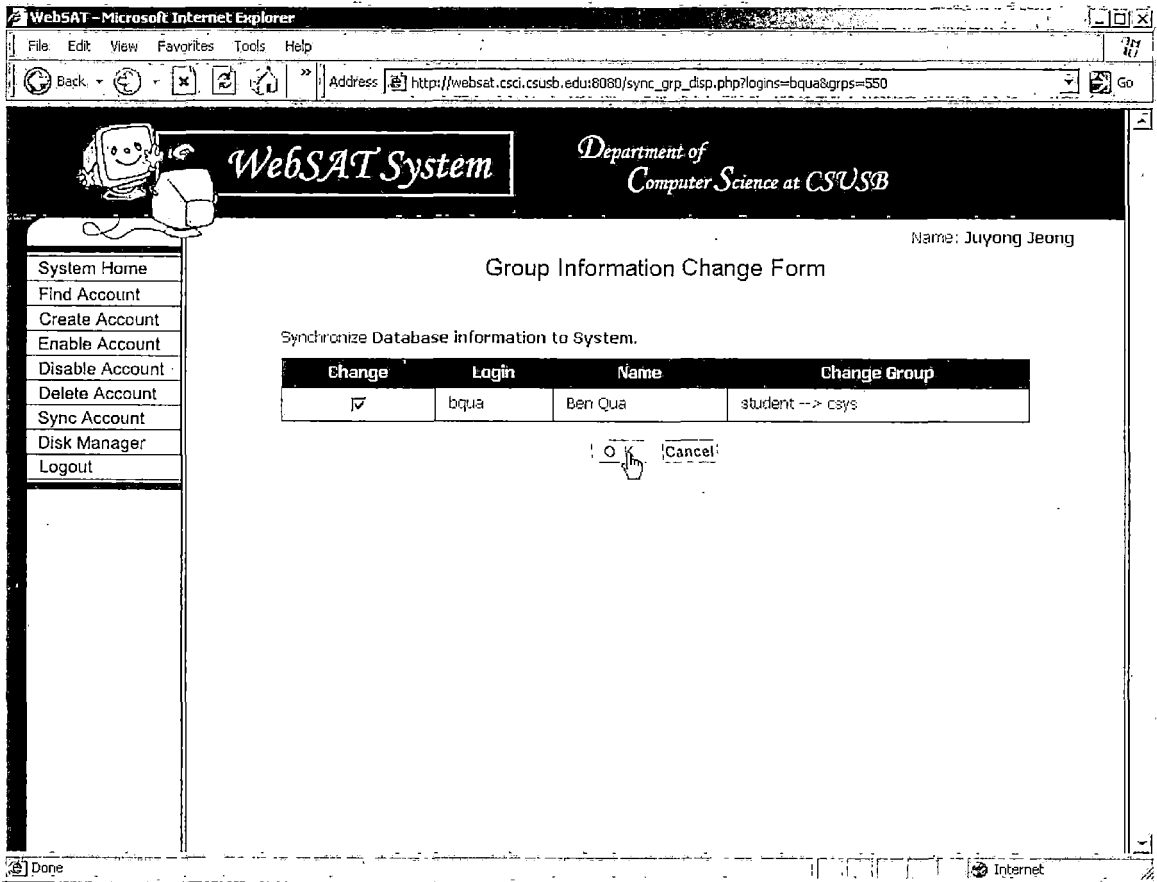 WebSAT - Microsoft Internet Explorer
File Edit View Favorites Tools Help
Back Address http://websat.csci.csusb.edu:8080/sync_grp_disp.php?logins=bqua&grps=550 Go
WebSAT System
Department of
Computer Science at CSUSB
Name: Juyong Jeong
System Home
Find Account
Create Account
Enable Account
Disable Account
Delete Account
Sync Account
Disk Manager
Logout
Group Information Change Form
Synchronize Database information to System.
Change Login Name Change Group
bqua Ben Qua student --> csys
O K Cancel
Done Internet